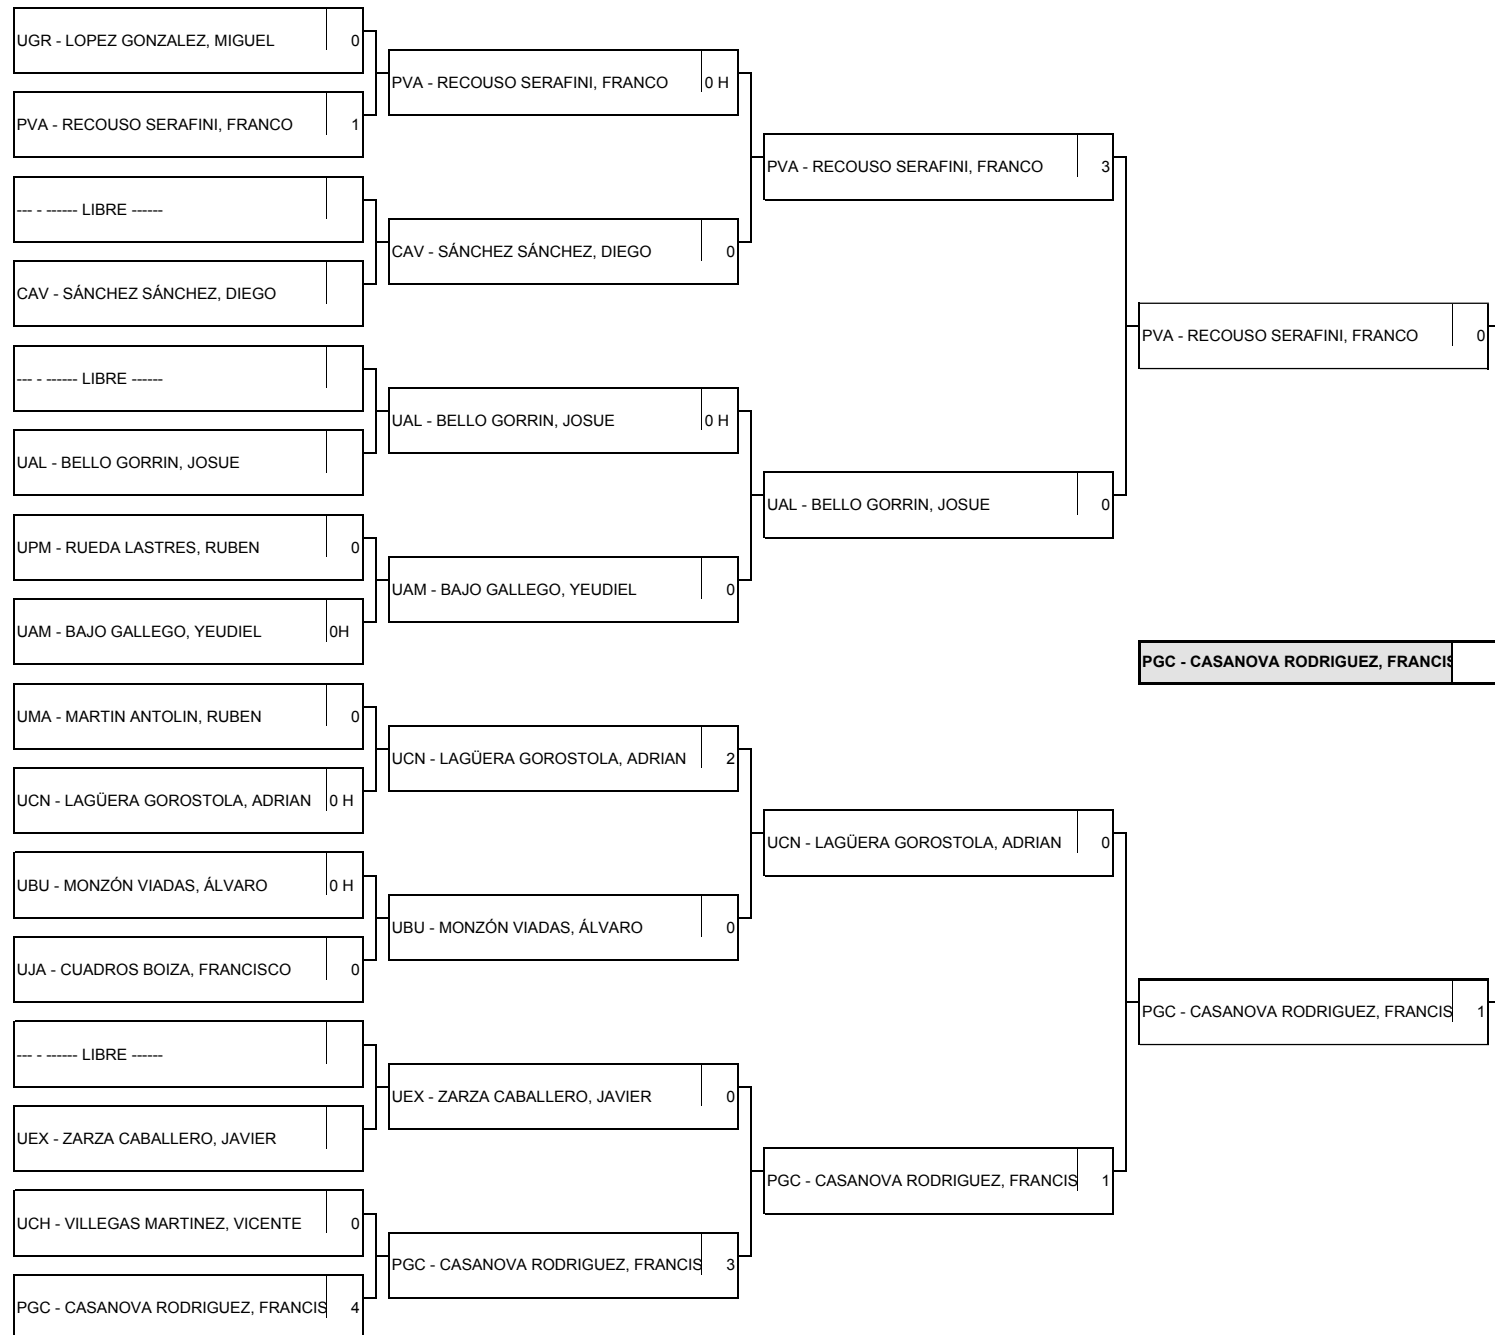 UGR - LOPEZ GONZALEZ, MIGUEL 0
PVA - RECOUSO SERAFINI, FRANCO 1
--- - ------ LIBRE ------
CAV - SÁNCHEZ SÁNCHEZ, DIEGO
--- - ------ LIBRE ------
UAL - BELLO GORRIN, JOSUE
UPM - RUEDA LASTRES, RUBEN 0
UAM - BAJO GALLEGO, YEUDIEL 0H
UMA - MARTIN ANTOLIN, RUBEN 0
UCN - LAGÜERA GOROSTOLA, ADRIAN 0 H
UBU - MONZÓN VIADAS, ÁLVARO 0 H
UJA - CUADROS BOIZA, FRANCISCO 0
--- - ------ LIBRE ------
UEX - ZARZA CABALLERO, JAVIER
UCH - VILLEGAS MARTINEZ, VICENTE 0
PGC - CASANOVA RODRIGUEZ, FRANCIS 4
PVA - RECOUSO SERAFINI, FRANCO 0 H
CAV - SÁNCHEZ SÁNCHEZ, DIEGO 0
UAL - BELLO GORRIN, JOSUE 0 H
UAM - BAJO GALLEGO, YEUDIEL 0
UCN - LAGÜERA GOROSTOLA, ADRIAN 2
UBU - MONZÓN VIADAS, ÁLVARO 0
UEX - ZARZA CABALLERO, JAVIER 0
PGC - CASANOVA RODRIGUEZ, FRANCIS 3
PVA - RECOUSO SERAFINI, FRANCO 3
UAL - BELLO GORRIN, JOSUE 0
UCN - LAGÜERA GOROSTOLA, ADRIAN 0
PGC - CASANOVA RODRIGUEZ, FRANCIS 1
PVA - RECOUSO SERAFINI, FRANCO 0
PGC - CASANOVA RODRIGUEZ, FRANCIS
PGC - CASANOVA RODRIGUEZ, FRANCIS 1